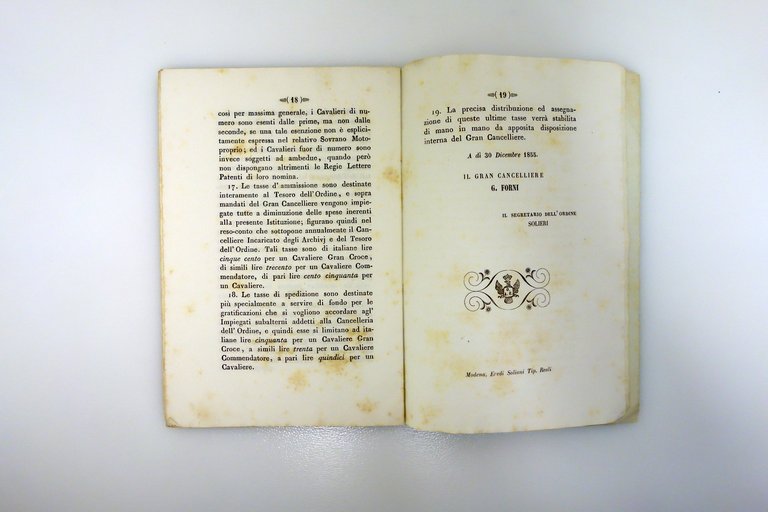 ( 18 )
così per massima generale, i Cavalieri di nu-
mero sono esenti dalle prime, ma non dalle
seconde, se una tale esenzione non è esplici-
tamente espressa nel relativo Sovrano Moto-
proprio; ed i Cavalieri fuor di numero sono
invece soggetti ad ambedue, quando però
non dispongano altrimenti le Regie Lettere
Patenti di loro nomina.
17. Le tasse d'ammissione sono destinate
interamente al Tesoro dell'Ordine, e sopra
mandati del Gran Cancelliere vengono impie-
gate tutte a diminuzione delle spese inerenti
alla presente Istituzione; figurano quindi nel
reso-conto che sottopone annualmente il Can-
celliere Incaricato degli Archivj e del Tesoro
dell'Ordine. Tali tasse sono di italiane lire
cinque cento per un Cavaliere Gran Croce,
di simili lire trecento per un Cavaliere Com-
mendatore, di pari lire cento cinquanta per
un Cavaliere.
18. Le tasse di spedizione sono destinate
più specialmente a servire di fondo per le
gratificazioni che si vogliono accordare agl'
Impiegati subalterni addetti alla Cancelleria
dell'Ordine, e quindi esse si limitano ad ita-
liane lire cinquanta per un Cavaliere Gran
Croce, a simili lire trenta per un Cavaliere
Commendatore, a pari lire quindici per un
Cavaliere.
( 19 )
19. La precisa distribuzione ed assegna-
zione di queste ultime tasse verrà stabilita
di mano in mano da apposita disposizione
interna del Gran Cancelliere.
A dì 30 Dicembre 1855.
IL GRAN CANCELLIERE
G. FORNI
IL SEGRETARIO DELL'ORDINE
SOLIERI
Modena, Eredi Soliani Tip. Reali